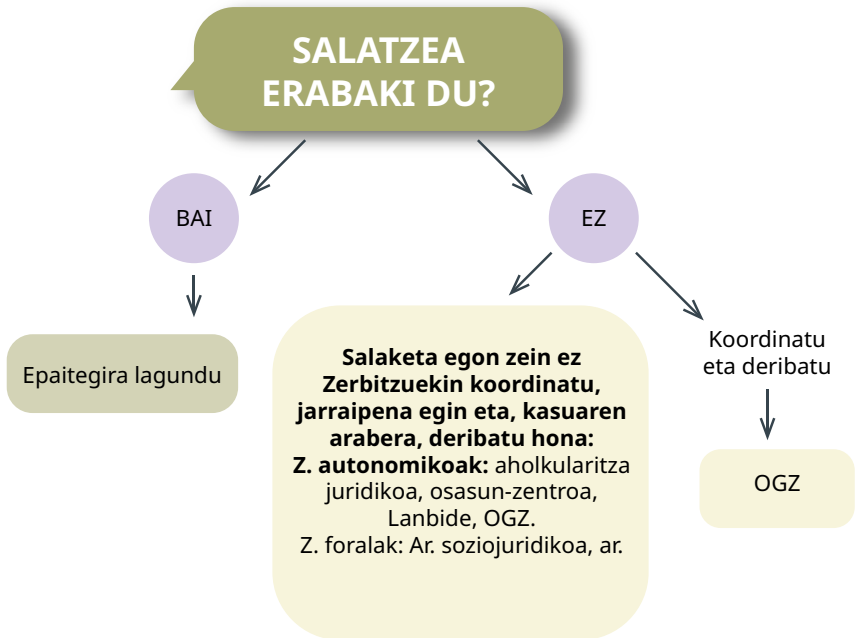 SALATZEA
ERABAKI DU?
BAI
EZ
Epaitegira lagundu
Salaketa egon zein ez
Zerbitzuekin koordinatu,
jarraipena egin eta, kasuaren
arabera, deribatu hona:
Z. autonomikoak: aholkularitza
juridikoa, osasun-zentroa,
Lanbide, OGZ.
Z. foralak: Ar. soziojuridikoa, ar.
Koordinatu
eta deribatu
OGZ